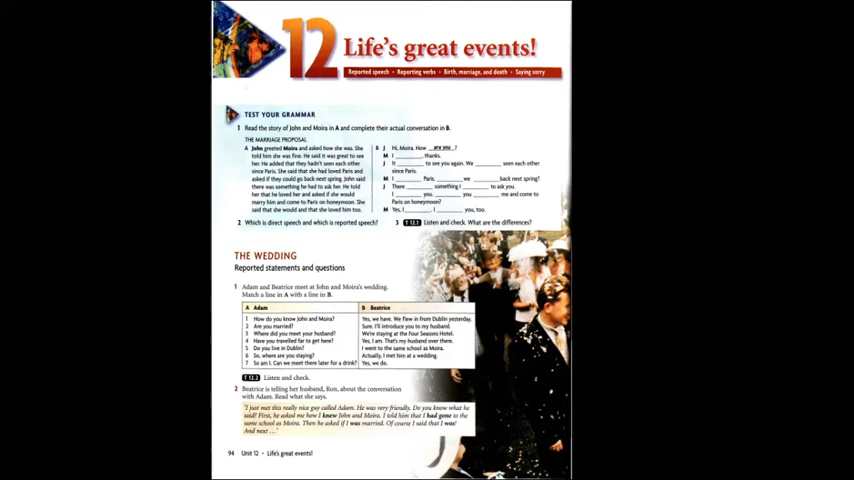 12 Life's great events!
Reported speech • Reporting verbs • Birth, marriage, and death • Saying sorry
TEST YOUR GRAMMAR
1 Read the story of John and Moira in A and complete their actual conversation in B.
THE MARRIAGE PROPOSAL
A John greeted Moira and asked how she was. She
told him she was fine. He said it was great to see
her. He added that they hadn't seen each other
since Paris. She said that she had loved Paris and
asked if they could go back next spring. John said
there was something he had to ask her. He told
her that he loved her and asked if she would
marry him and come to Paris on honeymoon. She
said that she would and that she loved him too.
B J Hi, Moira. How are you?
M I ______, thanks.
J It ______ to see you again. We ______ seen each other
since Paris.
M I ______ Paris. ______ we ______ back next spring?
J There ______ something I ______ to ask you.
I ______ you. ______ you ______ me and come to
Paris on honeymoon?
M Yes, I ______. I ______ you, too.
2 Which is direct speech and which is reported speech?
3 T 12.1 Listen and check. What are the differences?
THE WEDDING
Reported statements and questions
1 Adam and Beatrice meet at John and Moira's wedding.
Match a line in A with a line in B.
A Adam
1 How do you know John and Moira?
2 Are you married?
3 Where did you meet your husband?
4 Have you travelled far to get here?
5 Do you live in Dublin?
6 So, where are you staying?
7 So am I. Can we meet there later for a drink?
B Beatrice
Yes, we have. We flew in from Dublin yesterday.
Sure. I'll introduce you to my husband.
We're staying at the Four Seasons Hotel.
Yes, I am. That's my husband over there.
I went to the same school as Moira.
Actually, I met him at a wedding.
Yes, we do.
T 12.2 Listen and check.
2 Beatrice is telling her husband, Ron, about the conversation
with Adam. Read what she says.
'I just met this really nice guy called Adam. He was very friendly. Do you know what he
said? First, he asked me how I knew John and Moira. I told him that I had gone to the
same school as Moira. Then he asked if I was married. Of course I said that I was!
And next ...'
94 Unit 12 • Life's great events!